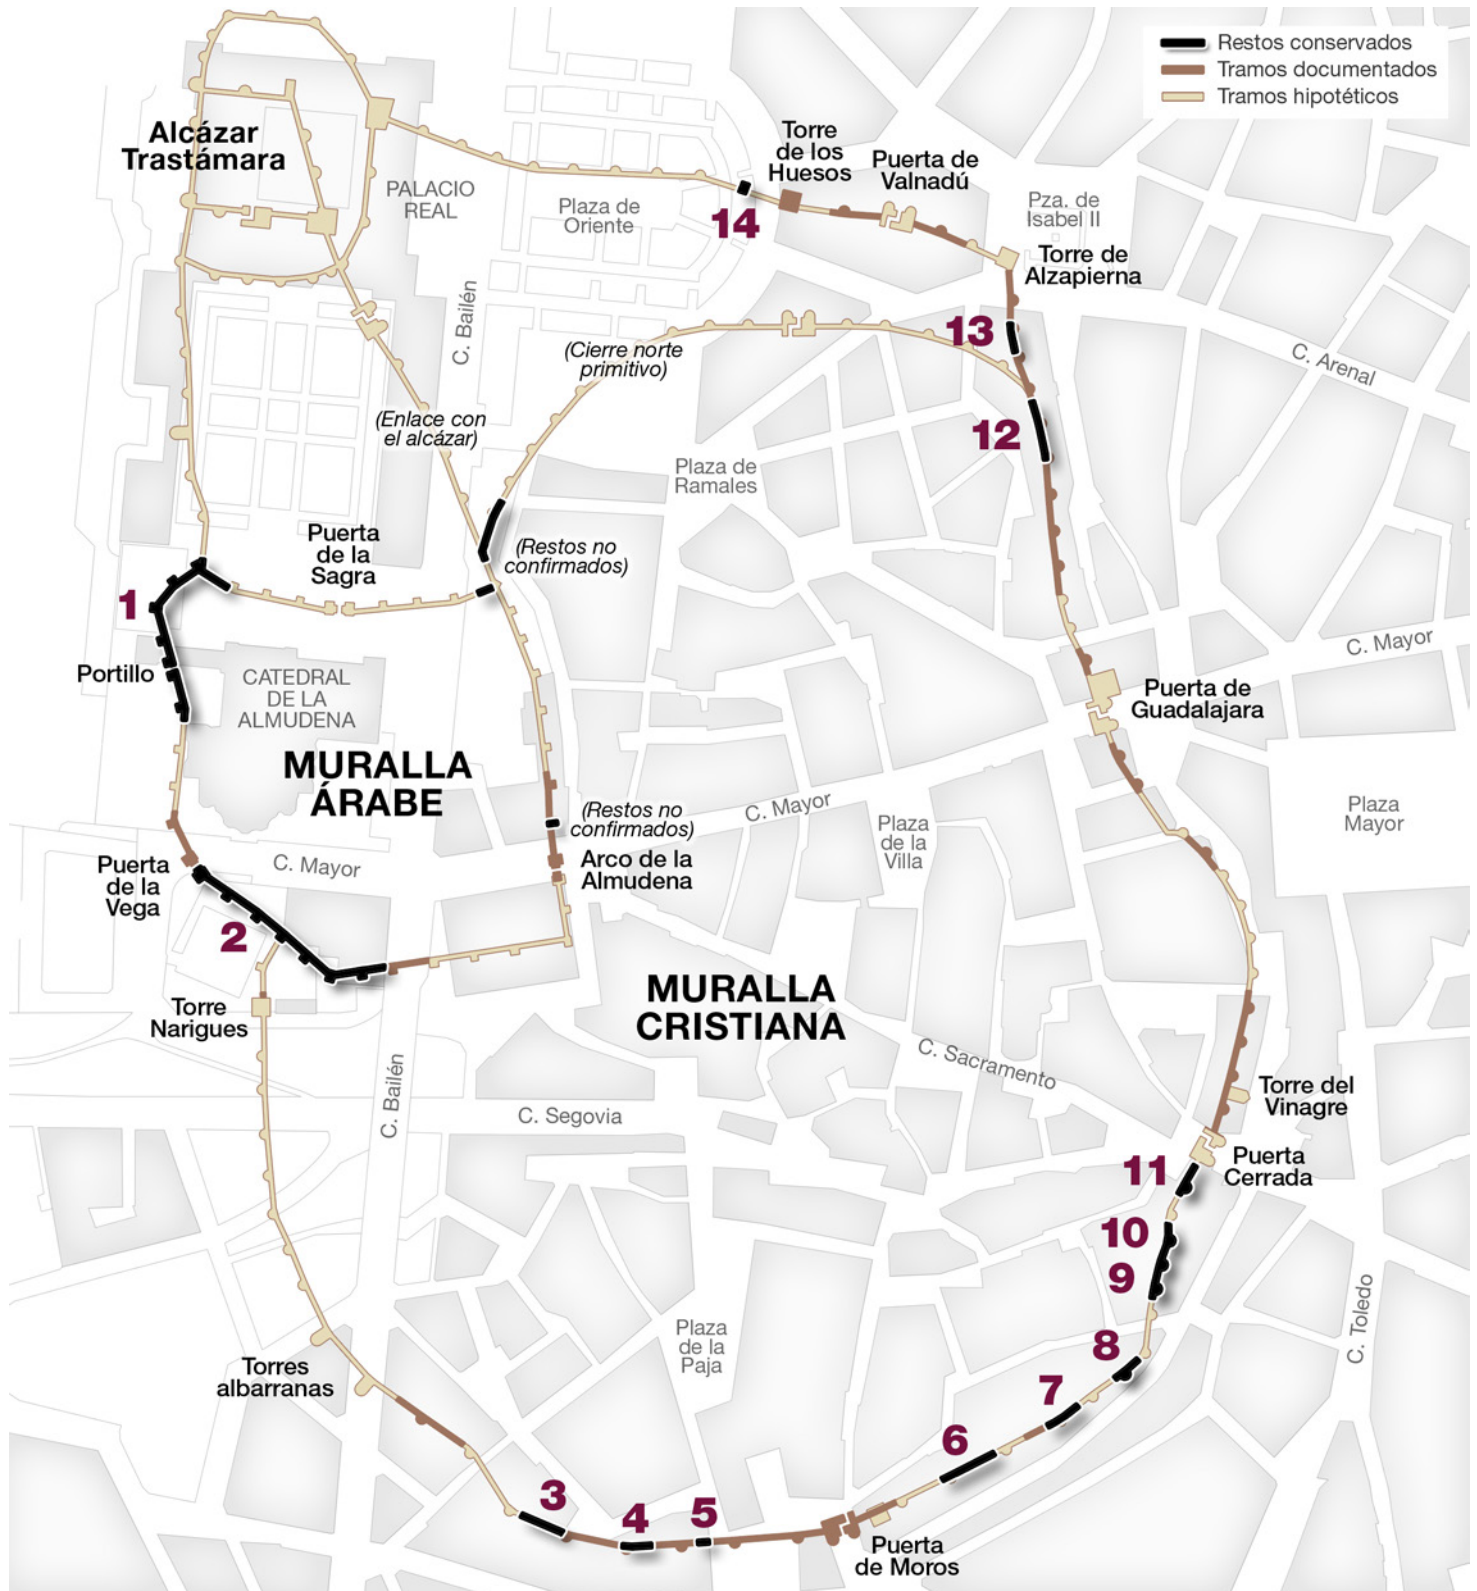 Restos conservados
Tramos documentados
Tramos hipotéticos
Alcázar
Trastámara
PALACIO
REAL
Plaza de
Oriente
Torre
de los
Huesos
Puerta de
Valnadú
Pza. de
Isabel II
14
Torre de
Alzapierna
C. Bailén
13
C. Arenal
(Cierre norte
primitivo)
(Enlace con
el alcázar)
12
Plaza de
Ramales
Puerta
de la
Sagra
(Restos no
confirmados)
1
Portillo
CATEDRAL
DE LA
ALMUDENA
C. Mayor
Puerta de
Guadalajara
MURALLA
ÁRABE
(Restos no
confirmados)
C. Mayor
Plaza
de la
Villa
Plaza
Mayor
Puerta
de la
Vega
C. Mayor
Arco de la
Almudena
2
Torre
Narigues
MURALLA
CRISTIANA
C. Sacramento
C. Bailén
C. Segovia
Torre del
Vinagre
Puerta
Cerrada
11
10
9
C. Toledo
Plaza
de la
Paja
8
Torres
albarranas
7
6
3
4
5
Puerta
de Moros